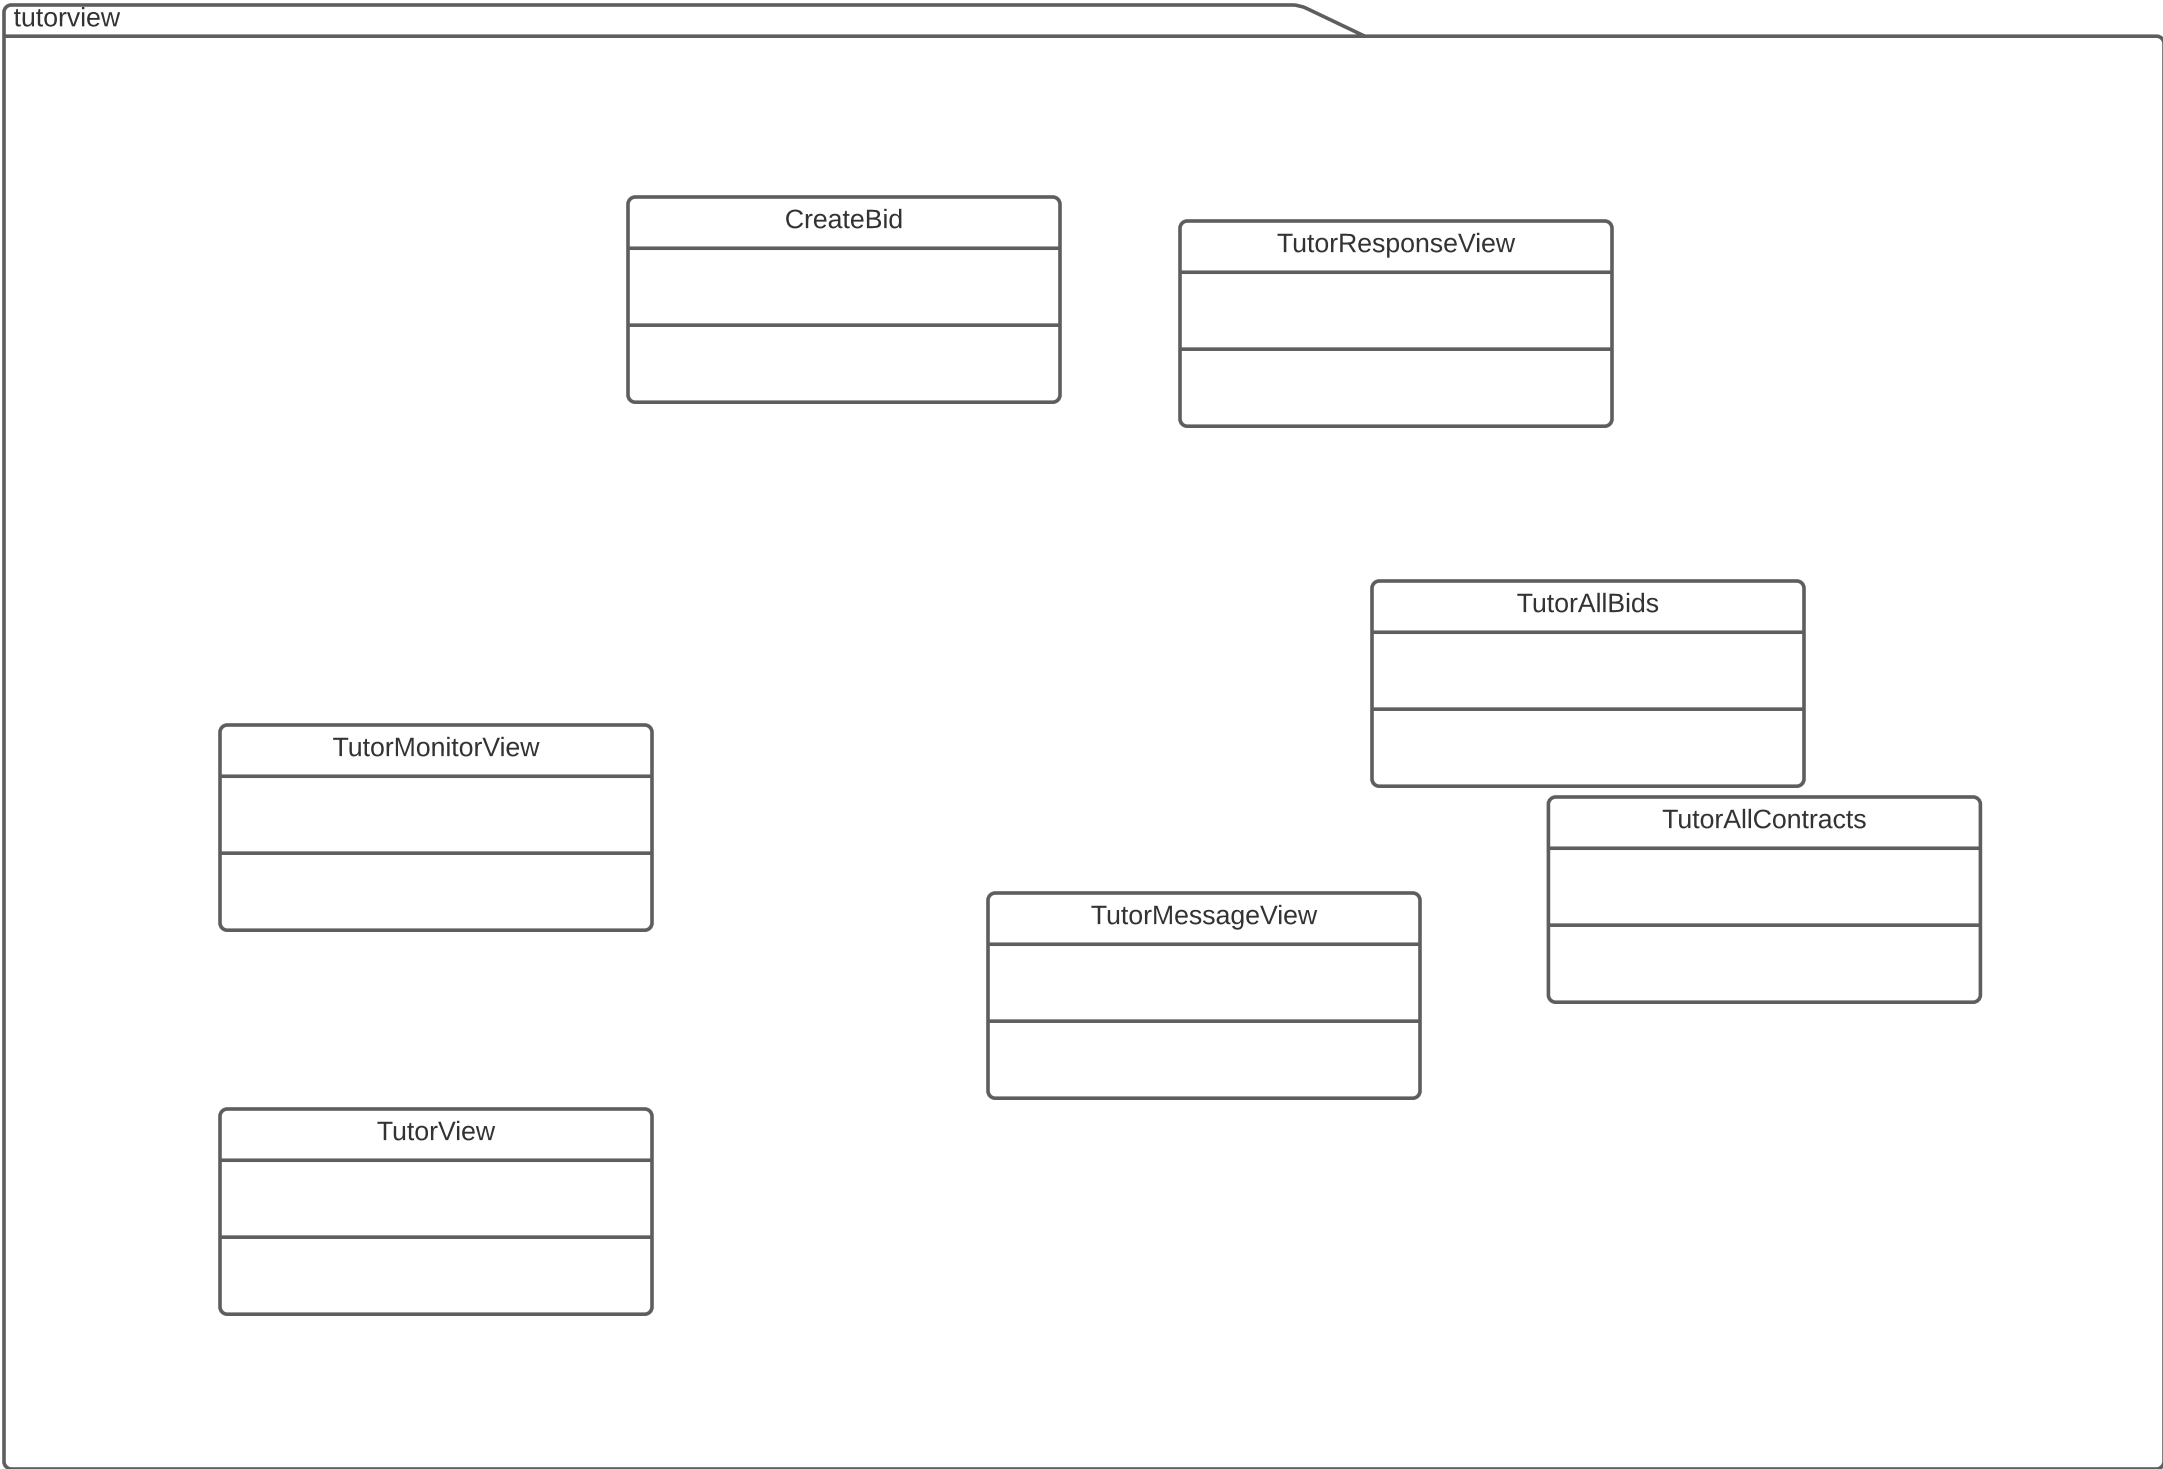 tutorview
CreateBid
TutorResponseView
TutorAllBids
TutorMonitorView
TutorAllContracts
TutorMessageView
TutorView